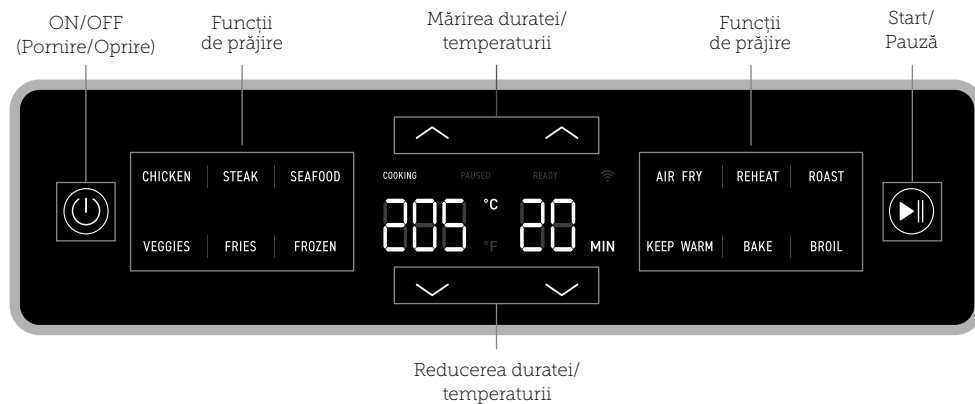 ON/OFF
(Pornire/Oprire)
Funcții
de prăjire
Mărirea duratei/
temperaturii
Funcții
de prăjire
Start/
Pauză
CHICKEN STEAK SEAFOOD
VEGGIES FRIES FROZEN
COOKING PAUSED READY
205 °C 20
°F MIN
AIR FRY REHEAT ROAST
KEEP WARM BAKE BROIL
Reducerea duratei/
temperaturii